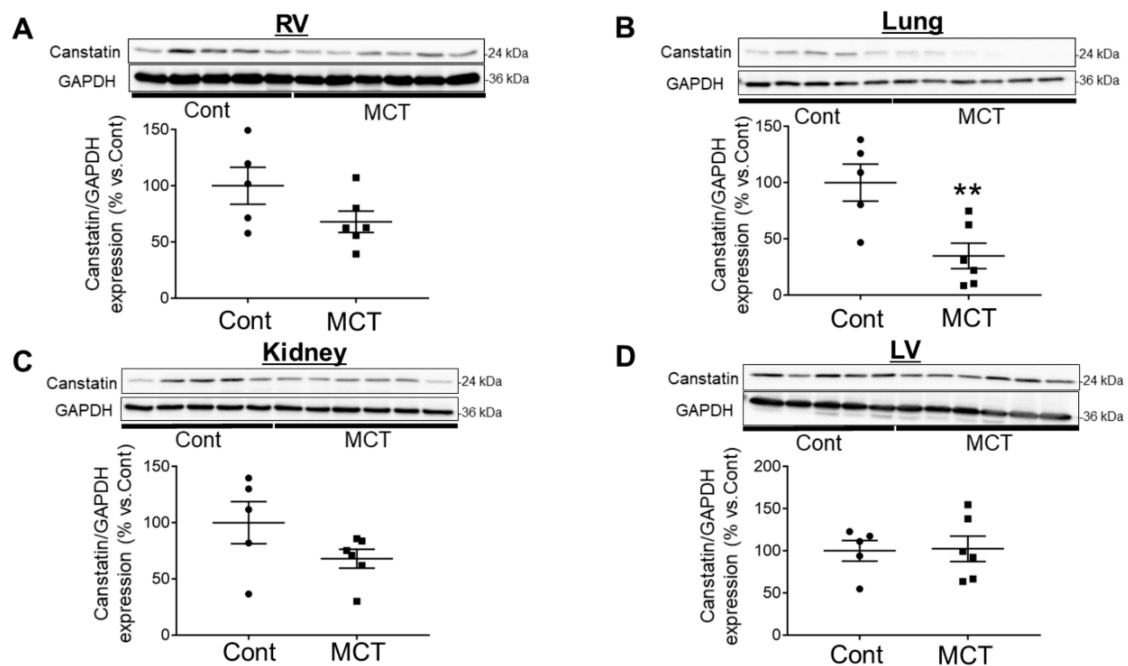 A
RV
Canstatin
-24 kDa
GAPDH
-36 kDa
Cont
MCT
Canstatin/GAPDH
expression (% vs.Cont)
150
100
50
0
Cont
MCT
B
Lung
Canstatin
-24 kDa
GAPDH
-36 kDa
Cont
MCT
Canstatin/GAPDH
expression (% vs.Cont)
150
100
50
0
**
Cont
MCT
C
Kidney
Canstatin
-24 kDa
GAPDH
-36 kDa
Cont
MCT
Canstatin/GAPDH
expression (% vs.Cont)
150
100
50
0
Cont
MCT
D
LV
Canstatin
-24 kDa
GAPDH
-36 kDa
Cont
MCT
Canstatin/GAPDH
expression (% vs.Cont)
200
150
100
50
0
Cont
MCT